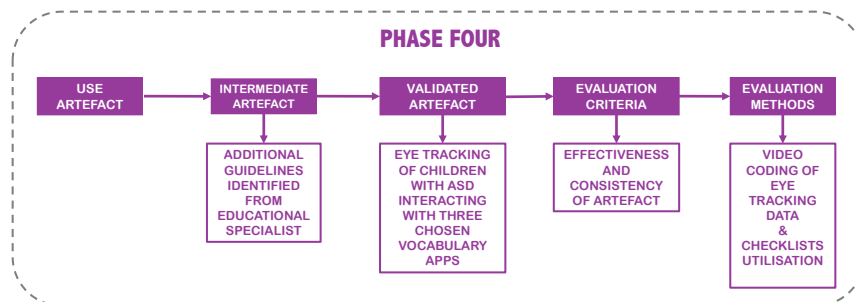 PHASE FOUR
USE
ARTEFACT
INTERMEDIATE
ARTEFACT
VALIDATED
ARTEFACT
EVALUATION
CRITERIA
EVALUATION
METHODS
ADDITIONAL
GUIDELINES
IDENTIFIED
FROM
EDUCATIONAL
SPECIALIST
EYE TRACKING
OF CHILDREN
WITH ASD
INTERACTING
WITH THREE
CHOSEN
VOCABULARY
APPS
EFFECTIVENESS
AND
CONSISTENCY
OF ARTEFACT
VIDEO
CODING OF
EYE
TRACKING
DATA
&
CHECKLISTS
UTILISATION